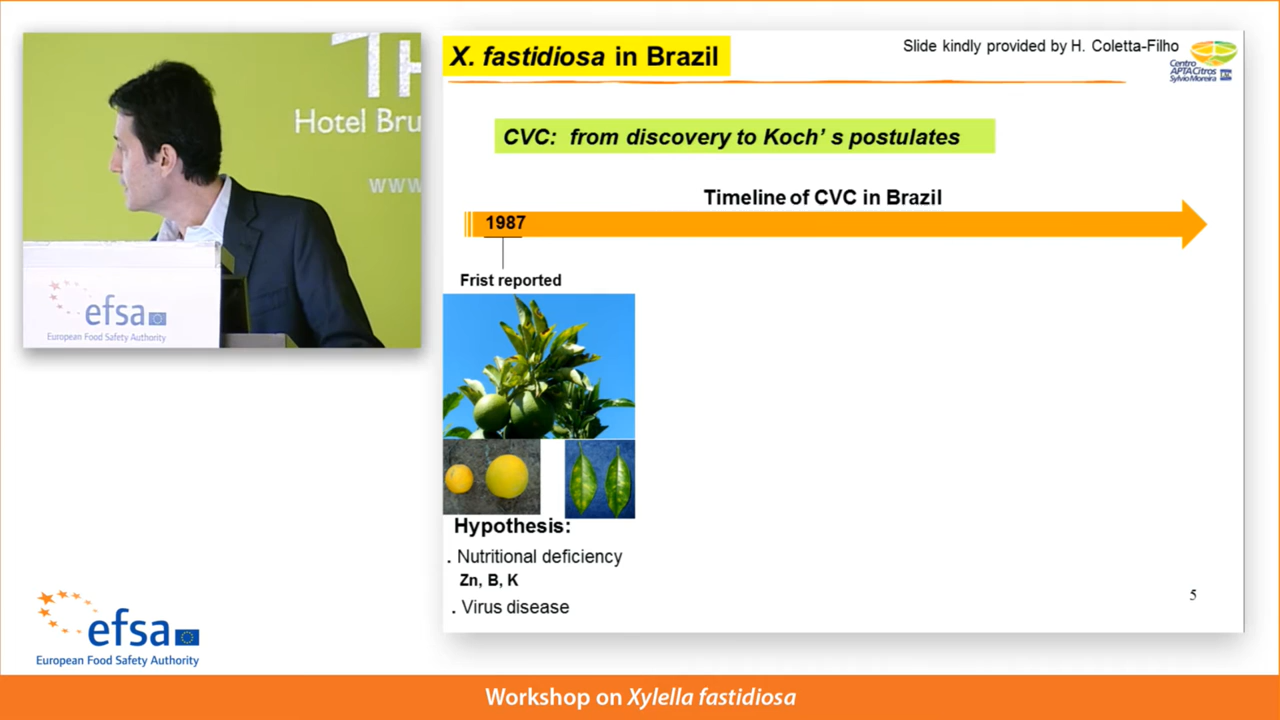 TH
Hotel Bru
www
efsa
European Food Safety Authority
X. fastidiosa in Brazil
Slide kindly provided by H. Coletta-Filho
Centro
APTACitros
Sylvio Moreira
CVC: from discovery to Koch' s postulates
Timeline of CVC in Brazil
1987
Frist reported
Hypothesis:
. Nutritional deficiency
Zn, B, K
. Virus disease
5
efsa
European Food Safety Authority
Workshop on Xylella fastidiosa